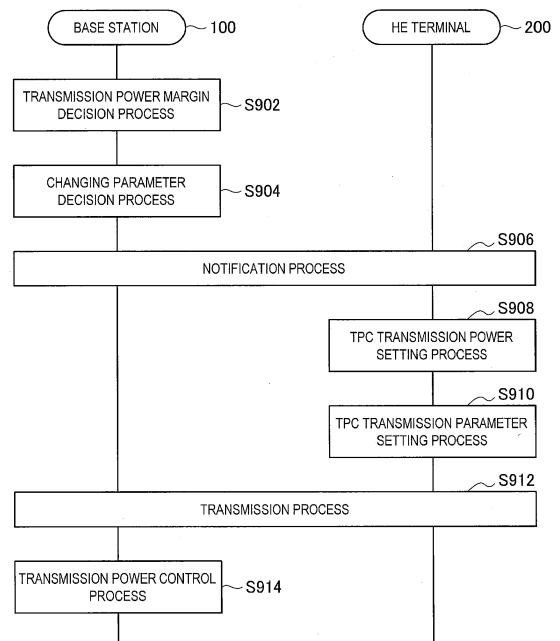 BASE STATION
100
HE TERMINAL
200
TRANSMISSION POWER MARGIN
DECISION PROCESS
S902
CHANGING PARAMETER
DECISION PROCESS
S904
S906
NOTIFICATION PROCESS
S908
TPC TRANSMISSION POWER
SETTING PROCESS
S910
TPC TRANSMISSION PARAMETER
SETTING PROCESS
S912
TRANSMISSION PROCESS
TRANSMISSION POWER CONTROL
PROCESS
S914